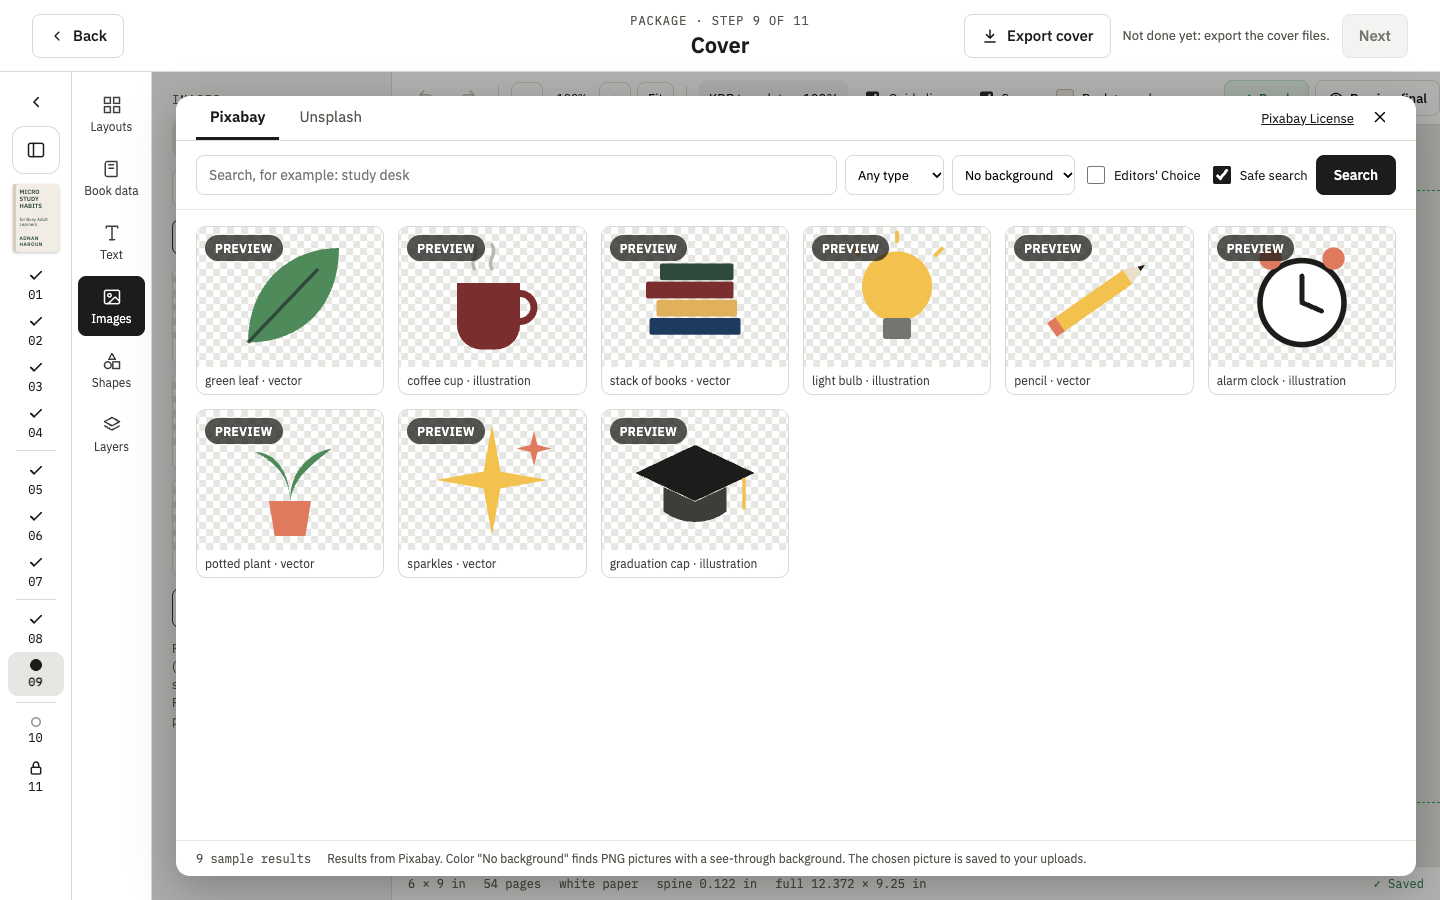 Back
PACKAGE · STEP 9 OF 11
Cover
Export cover
Not done yet: export the cover files.
Next
MICRO
STUDY
HABITS
for Busy Adult
Learners
ADNAN
HAROUN
01
02
03
04
05
06
07
08
09
10
11
Layouts
Book data
Text
Images
Shapes
Layers
Pixabay
Unsplash
Pixabay License
Search, for example: study desk
Any type
No background
Editors' Choice
Safe search
Search
PREVIEW
PREVIEW
PREVIEW
PREVIEW
PREVIEW
PREVIEW
green leaf · vector
coffee cup · illustration
stack of books · vector
light bulb · illustration
pencil · vector
alarm clock · illustration
PREVIEW
PREVIEW
PREVIEW
potted plant · vector
sparkles · vector
graduation cap · illustration
9 sample results
Results from Pixabay. Color "No background" finds PNG pictures with a see-through background. The chosen picture is saved to your uploads.
6 × 9 in 54 pages white paper spine 0.122 in full 12.372 × 9.25 in
✓ Saved